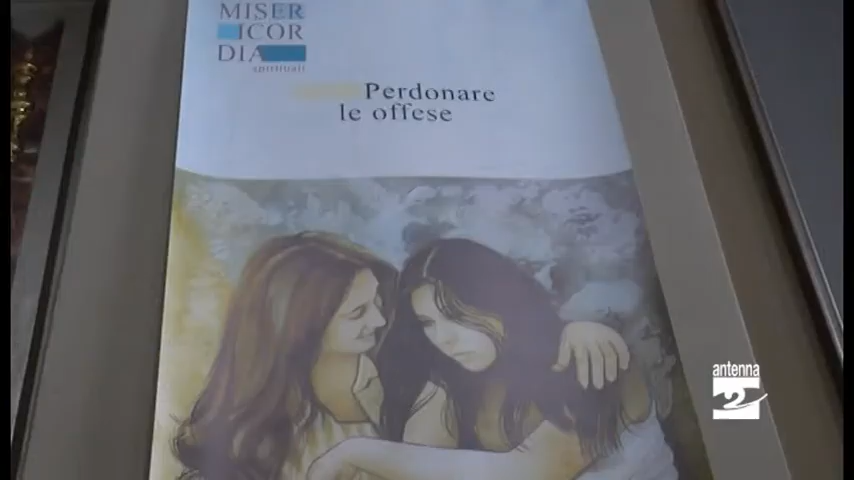 MISER
ICOR
DIA
spirituali
Perdonare
le offese
antenna
2